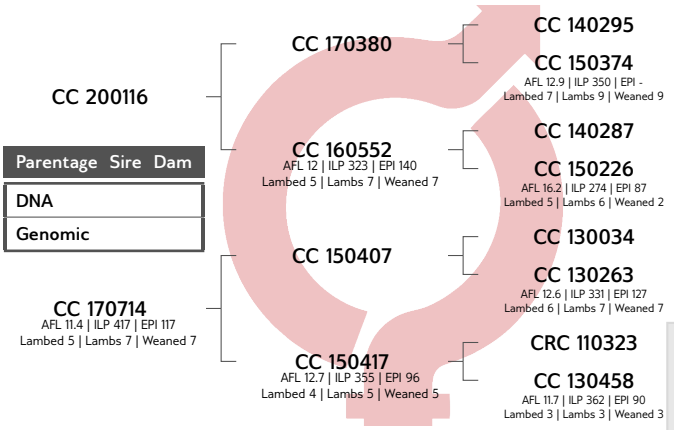 CC 200116
Parentage Sire Dam
DNA
Genomic
CC 170714
AFL 11.4 | ILP 417 | EPI 117
Lambed 5 | Lambs 7 | Weaned 7
CC 170380
CC 160552
AFL 12 | ILP 323 | EPI 140
Lambed 5 | Lambs 7 | Weaned 7
CC 150407
CC 150417
AFL 12.7 | ILP 355 | EPI 96
Lambed 4 | Lambs 5 | Weaned 5
CC 140295
CC 150374
AFL 12.9 | ILP 350 | EPI -
Lambed 7 | Lambs 9 | Weaned 9
CC 140287
CC 150226
AFL 16.2 | ILP 274 | EPI 87
Lambed 5 | Lambs 6 | Weaned 2
CC 130034
CC 130263
AFL 12.6 | ILP 331 | EPI 127
Lambed 6 | Lambs 7 | Weaned 7
CRC 110323
CC 130458
AFL 11.7 | ILP 362 | EPI 90
Lambed 3 | Lambs 3 | Weaned 3